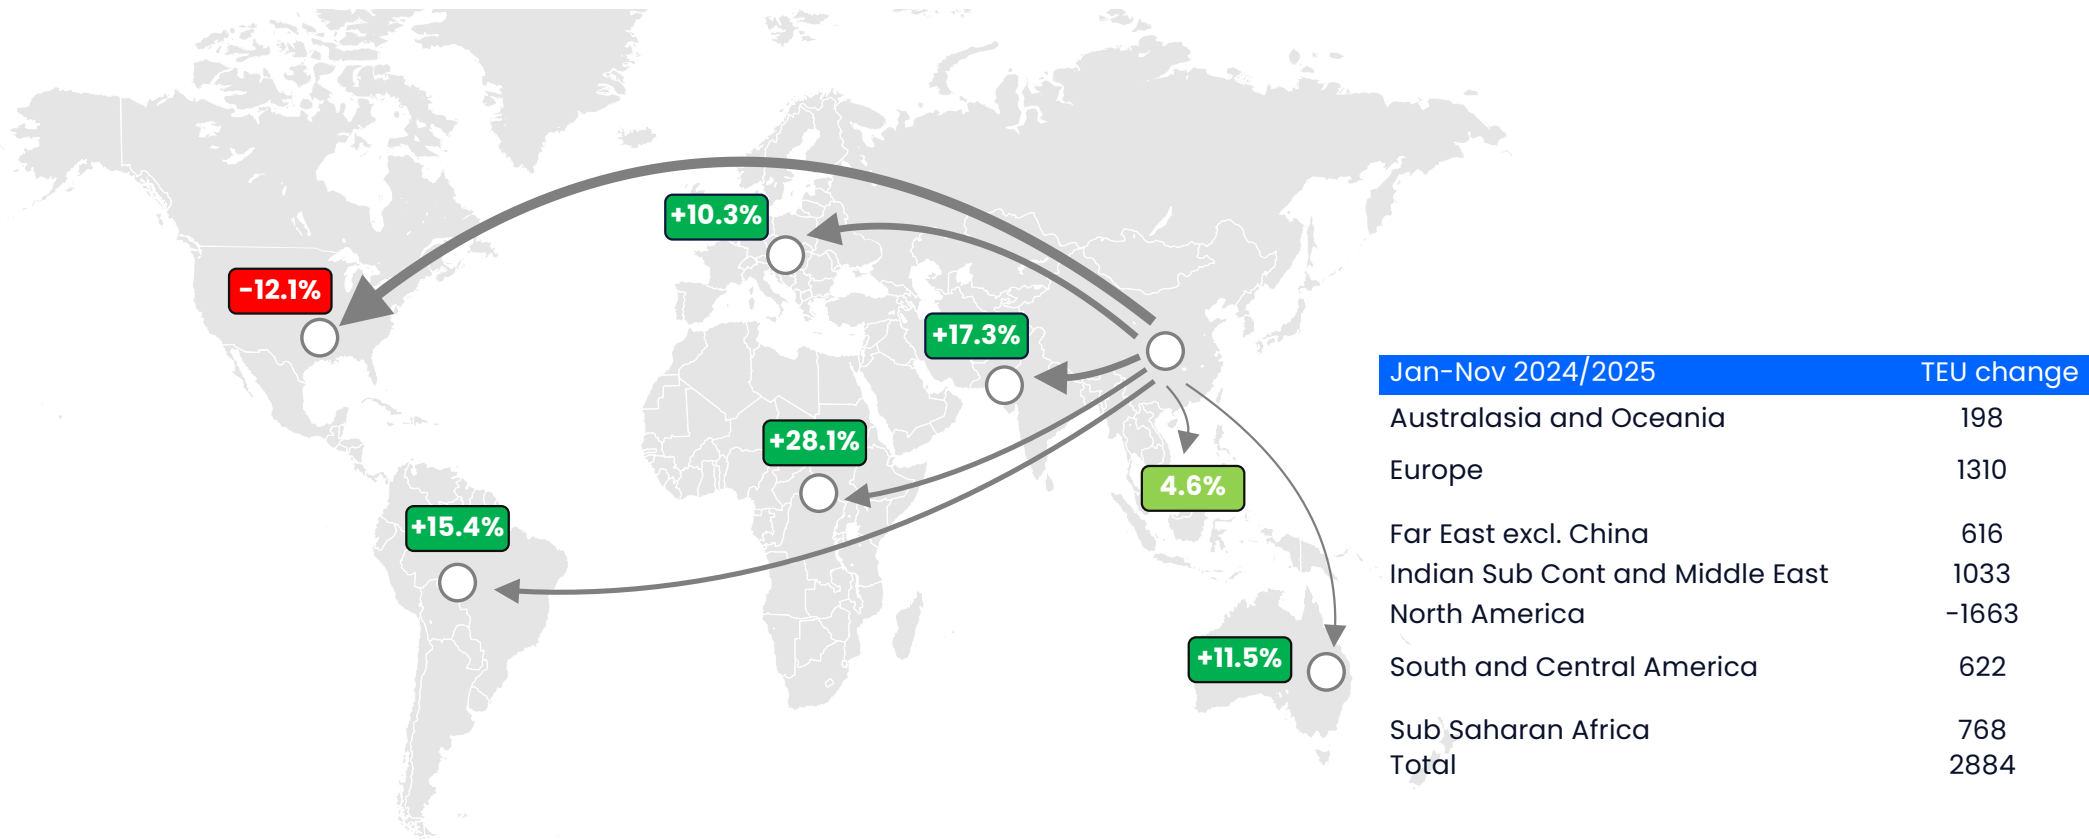 +10.3%
-12.1%
+17.3%
+28.1%
4.6%
+15.4%
+11.5%
Jan-Nov 2024/2025 TEU change
Australasia and Oceania 198
Europe 1310
Far East excl. China 616
Indian Sub Cont and Middle East 1033
North America -1663
South and Central America 622
Sub Saharan Africa 768
Total 2884